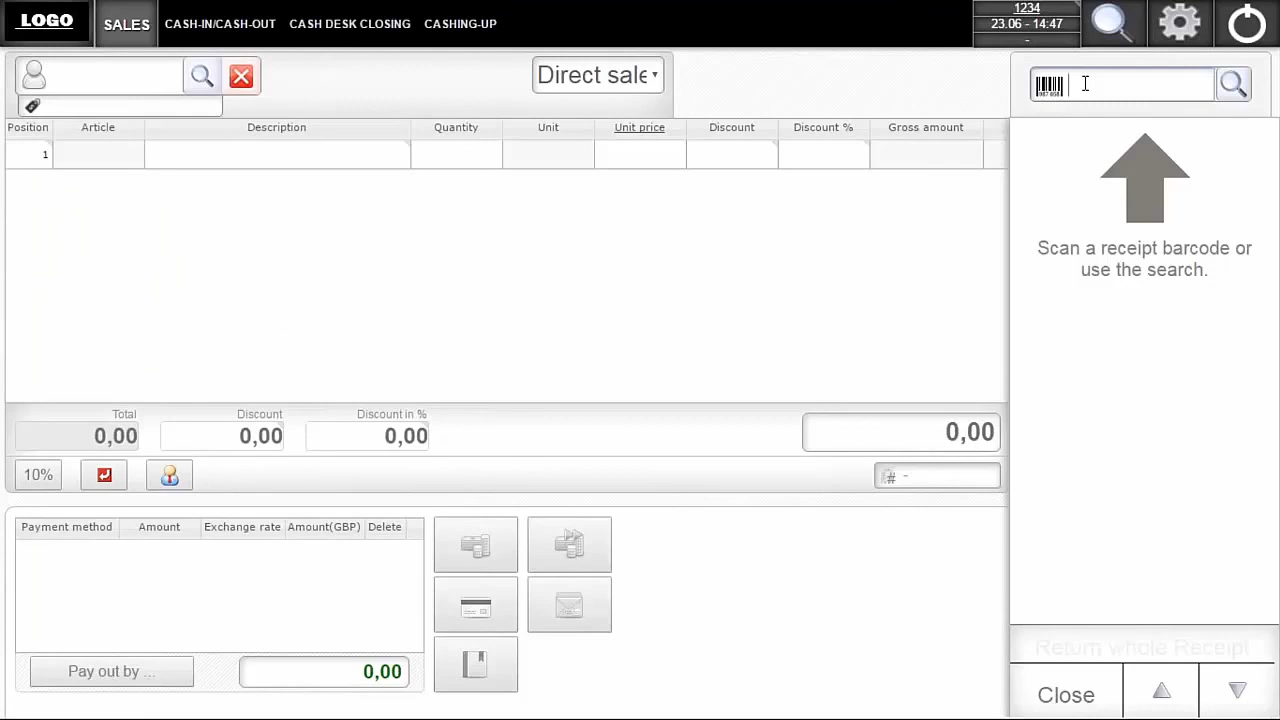 LOGO
SALES
CASH-IN/CASH-OUT
CASH DESK CLOSING
CASHING-UP
1234
23.06 - 14:47
-
Direct sale
Position
Article
Description
Quantity
Unit
Unit price
Discount
Discount %
Gross amount
1
Scan a receipt barcode or
use the search.
Total
Discount
Discount in %
0,00
0,00
0,00
0,00
10%
# -
Payment method
Amount
Exchange rate
Amount(GBP)
Delete
Pay out by ...
0,00
Return whole Receipt
Close